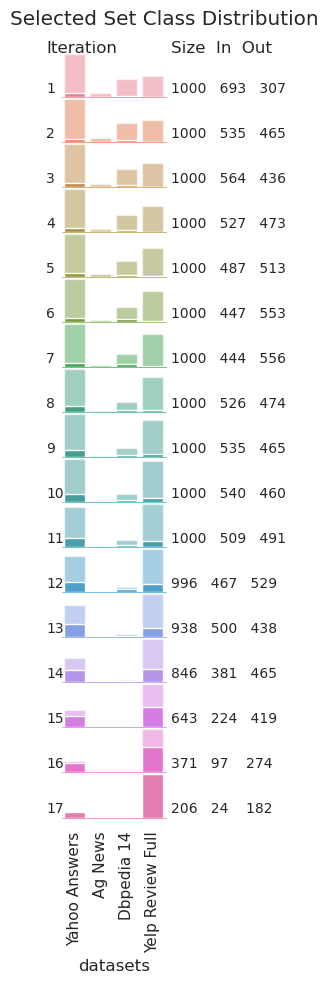 Selected Set Class Distribution
Iteration Size In Out
1 1000 693 307
2 1000 535 465
3 1000 564 436
4 1000 527 473
5 1000 487 513
6 1000 447 553
7 1000 444 556
8 1000 526 474
9 1000 535 465
10 1000 540 460
11 1000 509 491
12 996 467 529
13 938 500 438
14 846 381 465
15 643 224 419
16 371 97 274
17 206 24 182
Yahoo Answers
Ag News
Dbpedia 14
Yelp Review Full
datasets